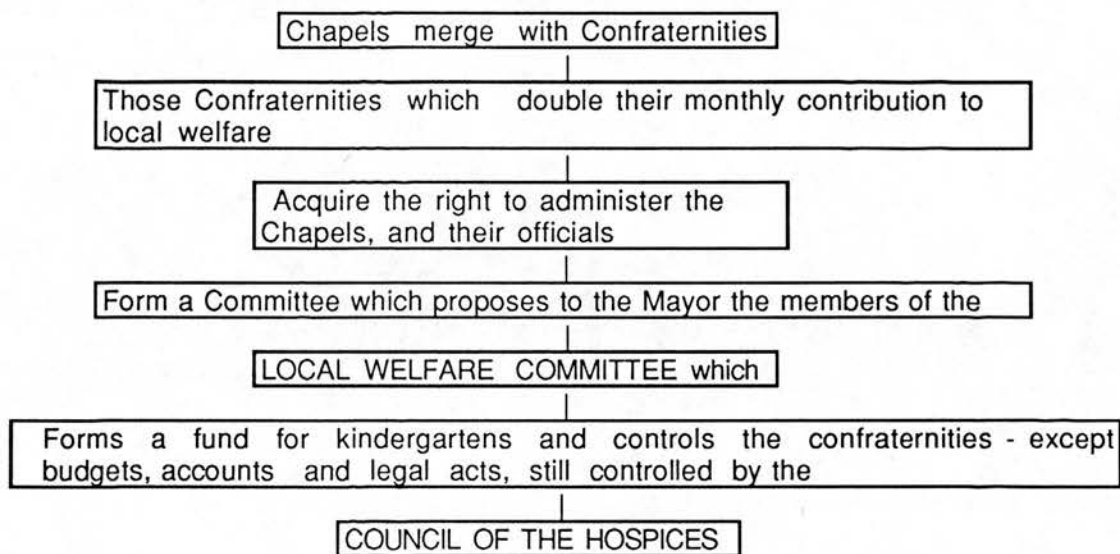 Chapels merge with Confraternities
Those Confraternities which double their monthly contribution to
local welfare
Acquire the right to administer the
Chapels, and their officials
Form a Committee which proposes to the Mayor the members of the
LOCAL WELFARE COMMITTEE which
Forms a fund for kindergartens and controls the confraternities - except
budgets, accounts and legal acts, still controlled by the
COUNCIL OF THE HOSPICES